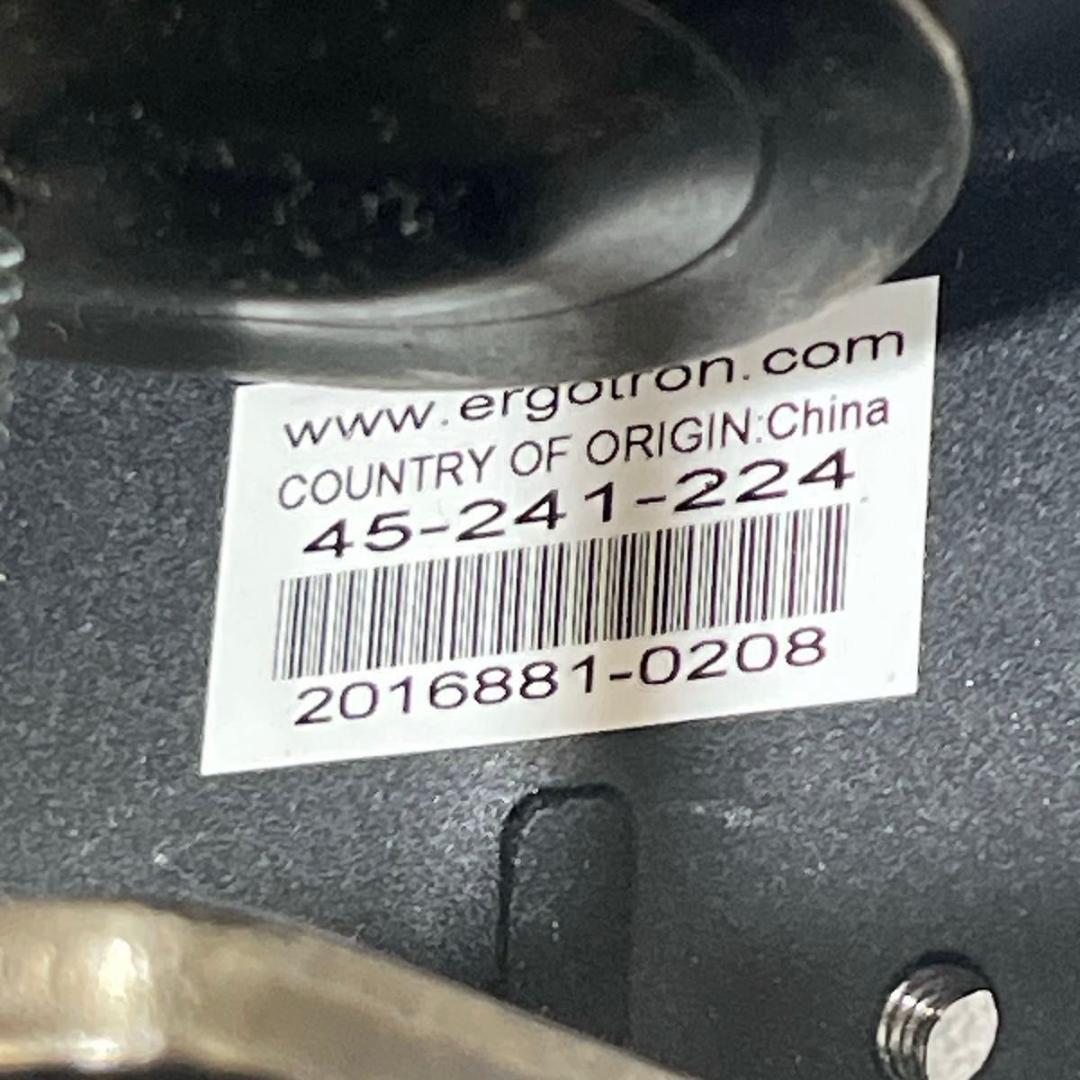 www.ergotron.com
COUNTRY OF ORIGIN:China
45-241-224
2016881-0208